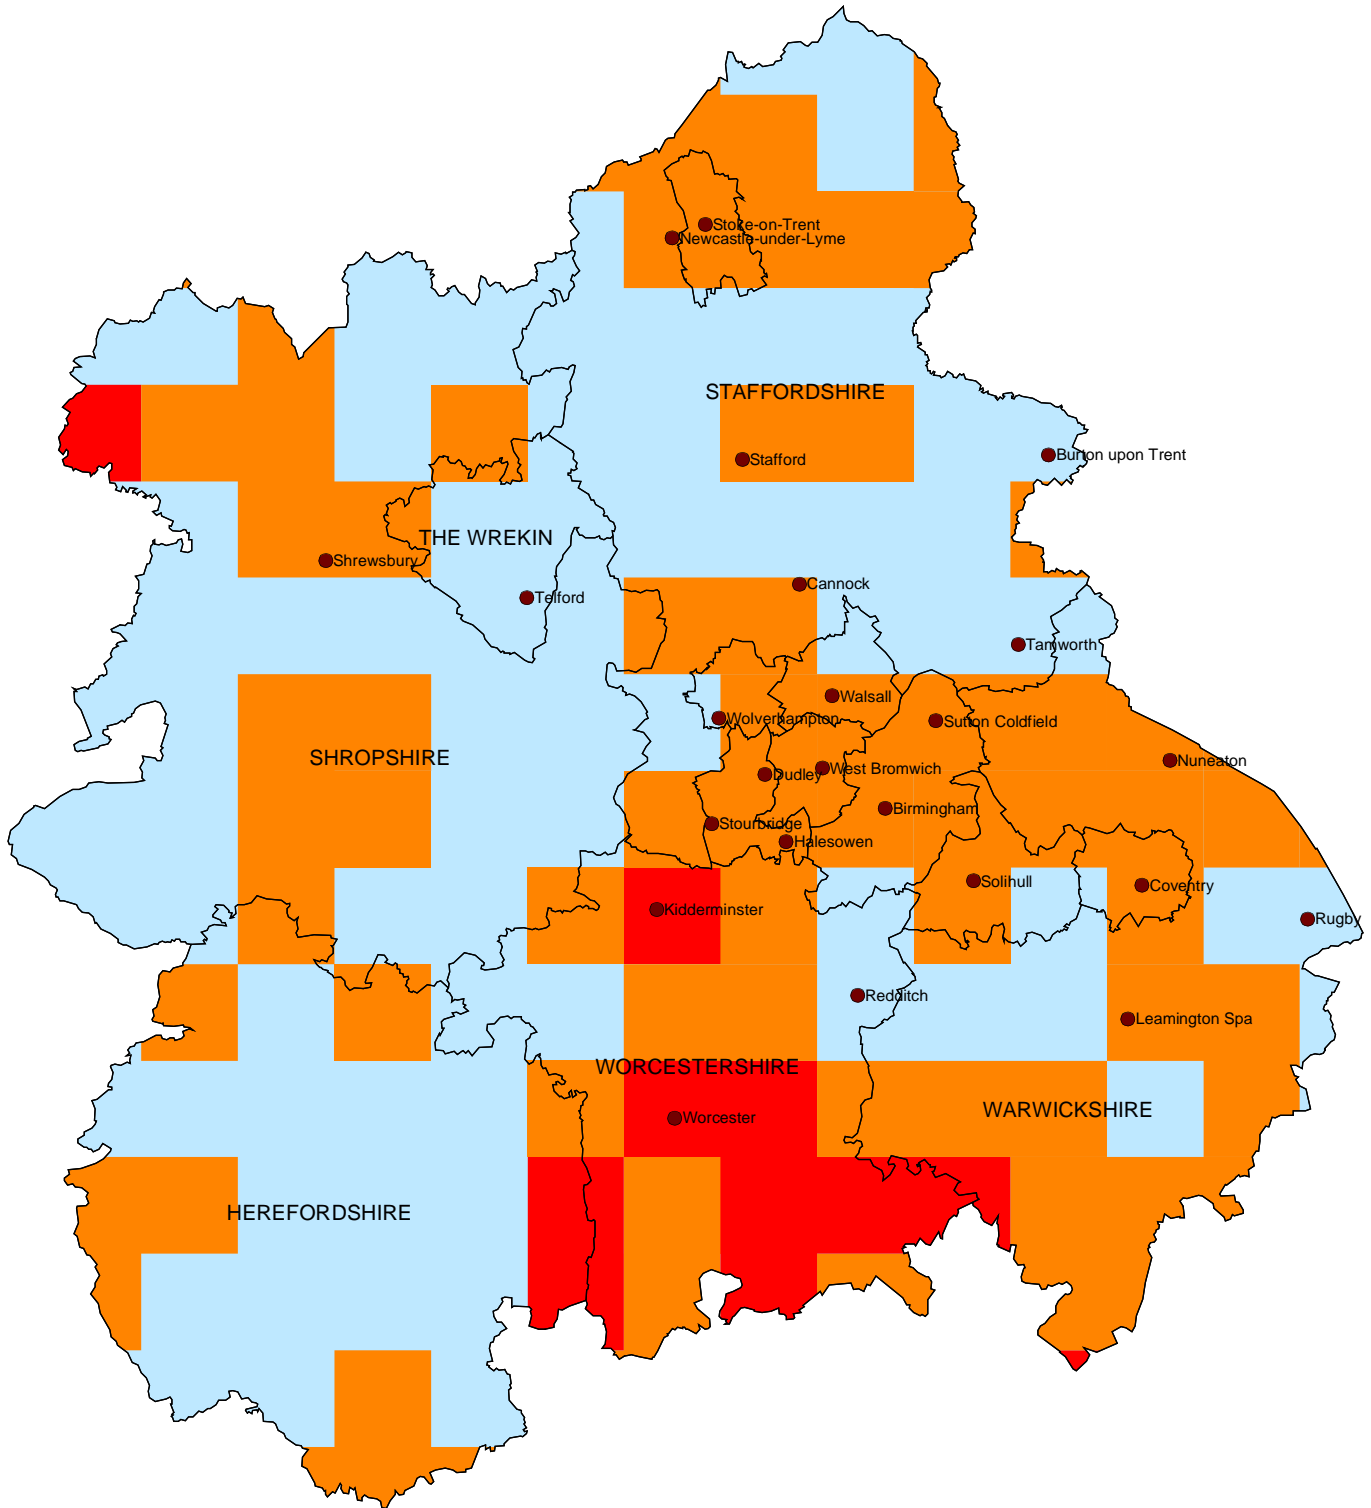 Stoke-on-Trent
Newcastle-under-Lyme
STAFFORDSHIRE
Stafford
Burton upon Trent
THE WREKIN
Shrewsbury
Cannock
Telford
Tamworth
Walsall
Wolverhampton
Sutton Coldfield
SHROPSHIRE
Nuneaton
West Bromwich
Dudley
Birmingham
Stourbridge
Halesowen
Solihull
Coventry
Kidderminster
Rugby
Redditch
Leamington Spa
WORCESTERSHIRE
WARWICKSHIRE
Worcester
HEREFORDSHIRE